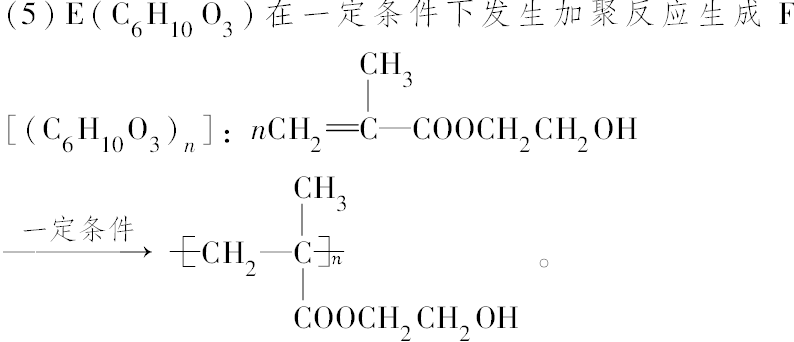 (5)E(C₆H₁₀O₃)在一定条件下发生加聚反应生成 F
CH₃
[(C₆H₁₀O₃)ₙ]：nCH₂═C—COOCH₂CH₂OH
CH₃
一定条件
[CH₂—C]ₙ 。
COOCH₂CH₂OH